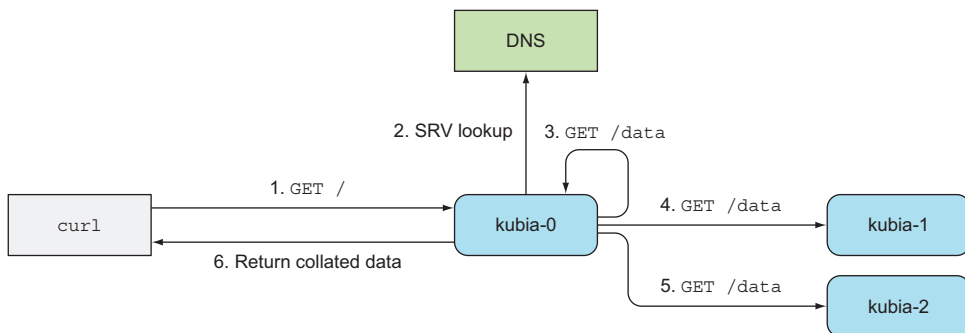 DNS
2. SRV lookup
3. GET /data
1. GET /
4. GET /data
curl
kubia-0
kubia-1
6. Return collated data
5. GET /data
kubia-2